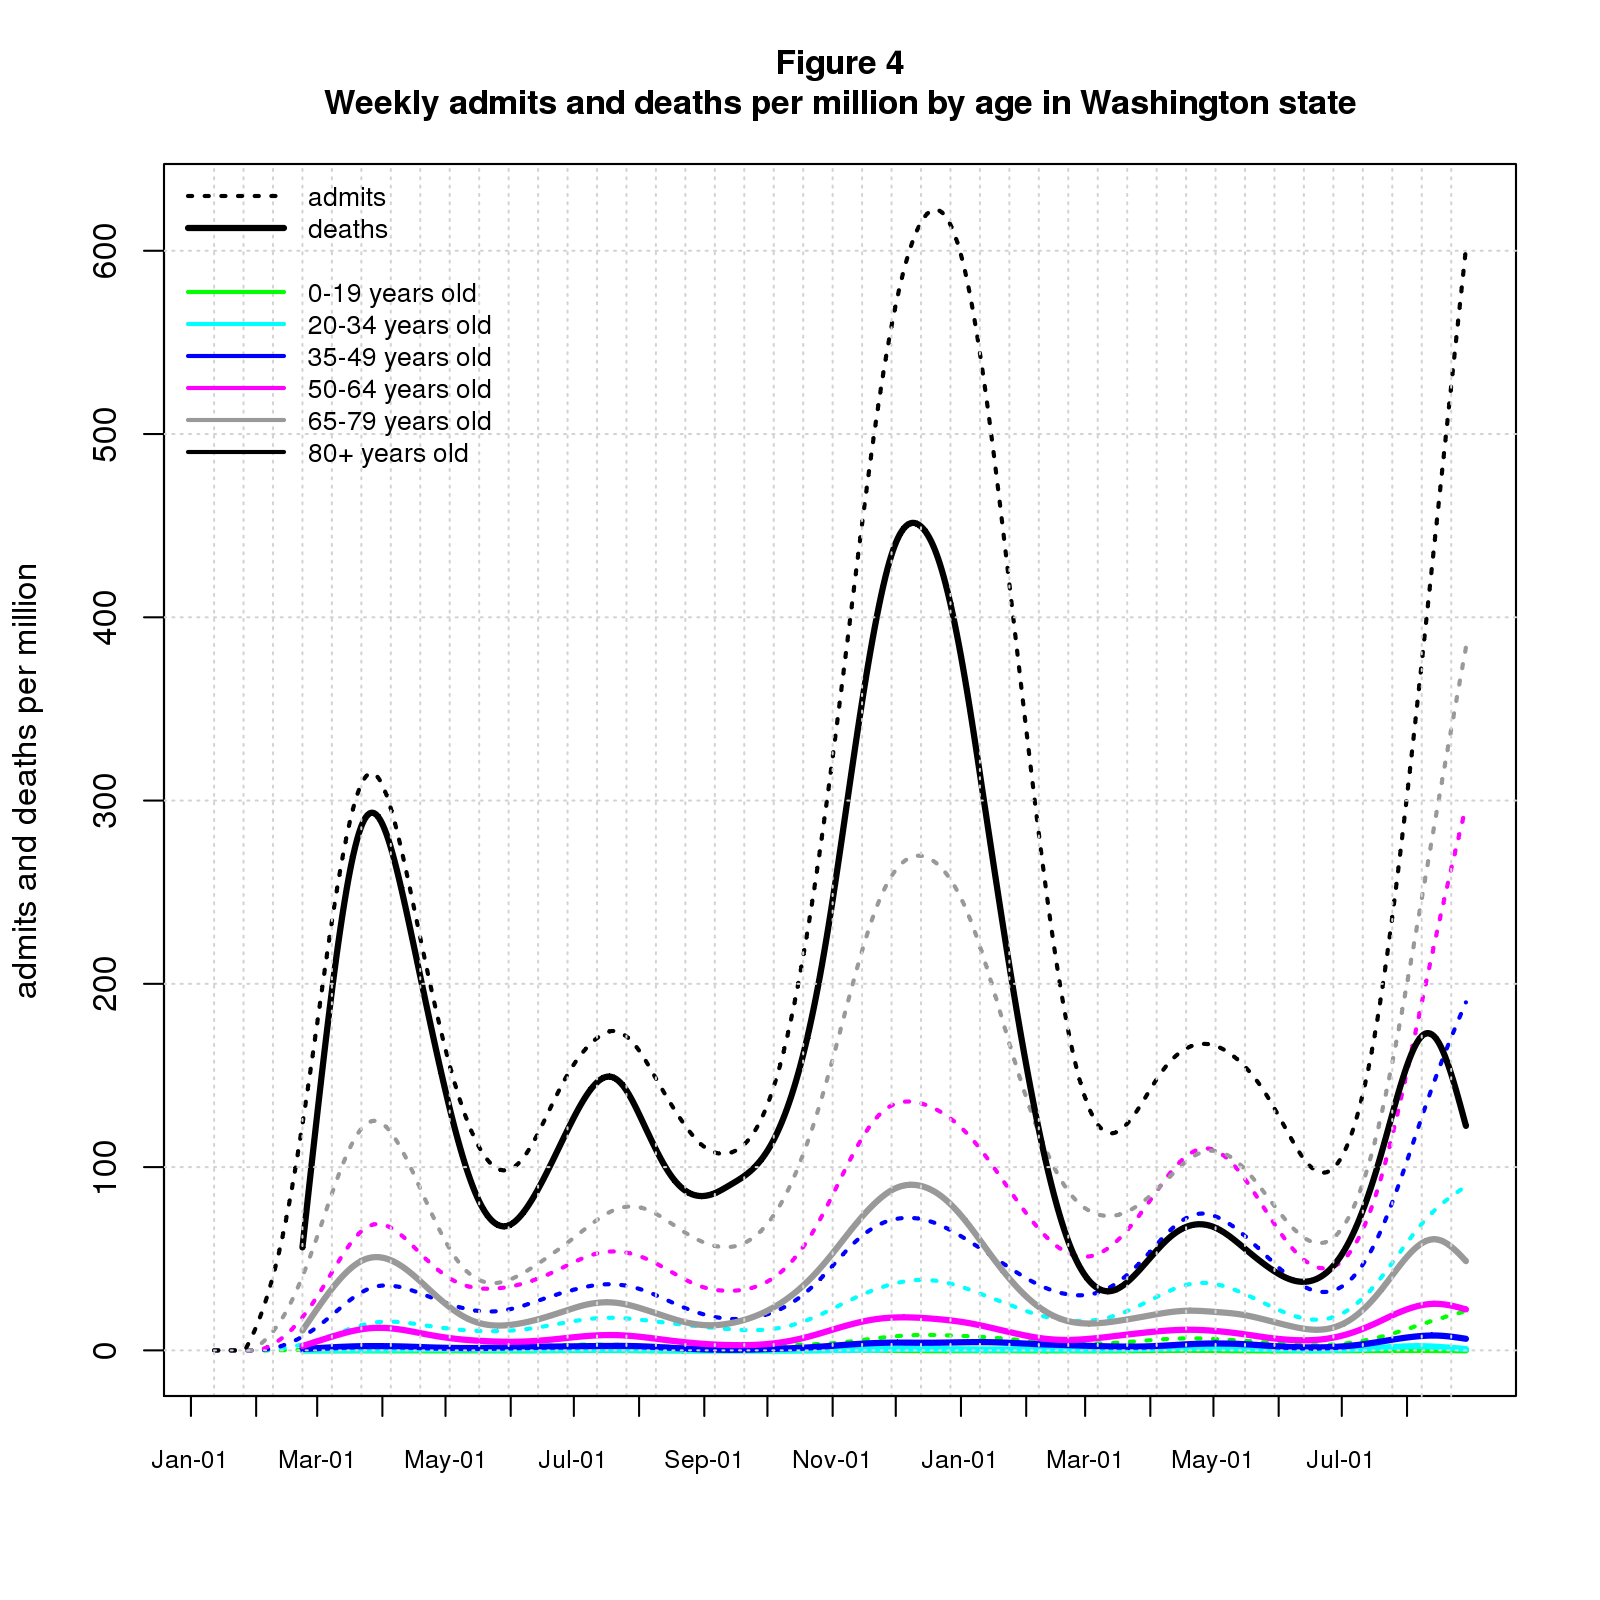 Figure 4
Weekly admits and deaths per million by age in Washington state
admits
deaths
0-19 years old
20-34 years old
35-49 years old
50-64 years old
65-79 years old
80+ years old
admits and deaths per million
600
500
400
300
200
100
0
Jan-01 Mar-01 May-01 Jul-01 Sep-01 Nov-01 Jan-01 Mar-01 May-01 Jul-01